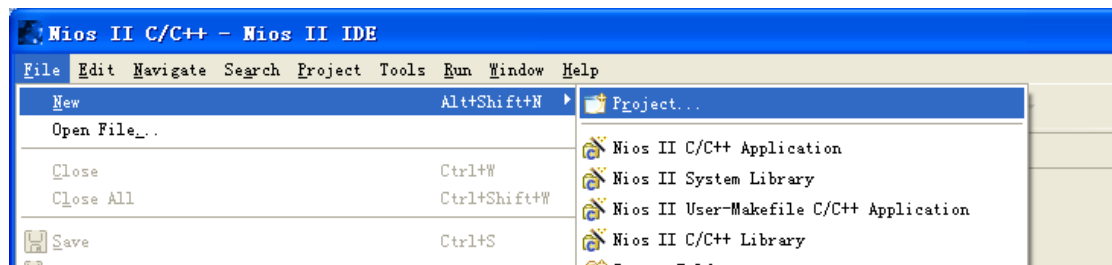 Nios II C/C++ - Nios II IDE
File Edit Navigate Search Project Tools Run Window Help
New Alt+Shift+N Project...
Open File...
Nios II C/C++ Application
Close Ctrl+W
Nios II System Library
Close All Ctrl+Shift+W
Nios II User-Makefile C/C++ Application
Save Ctrl+S
Nios II C/C++ Library